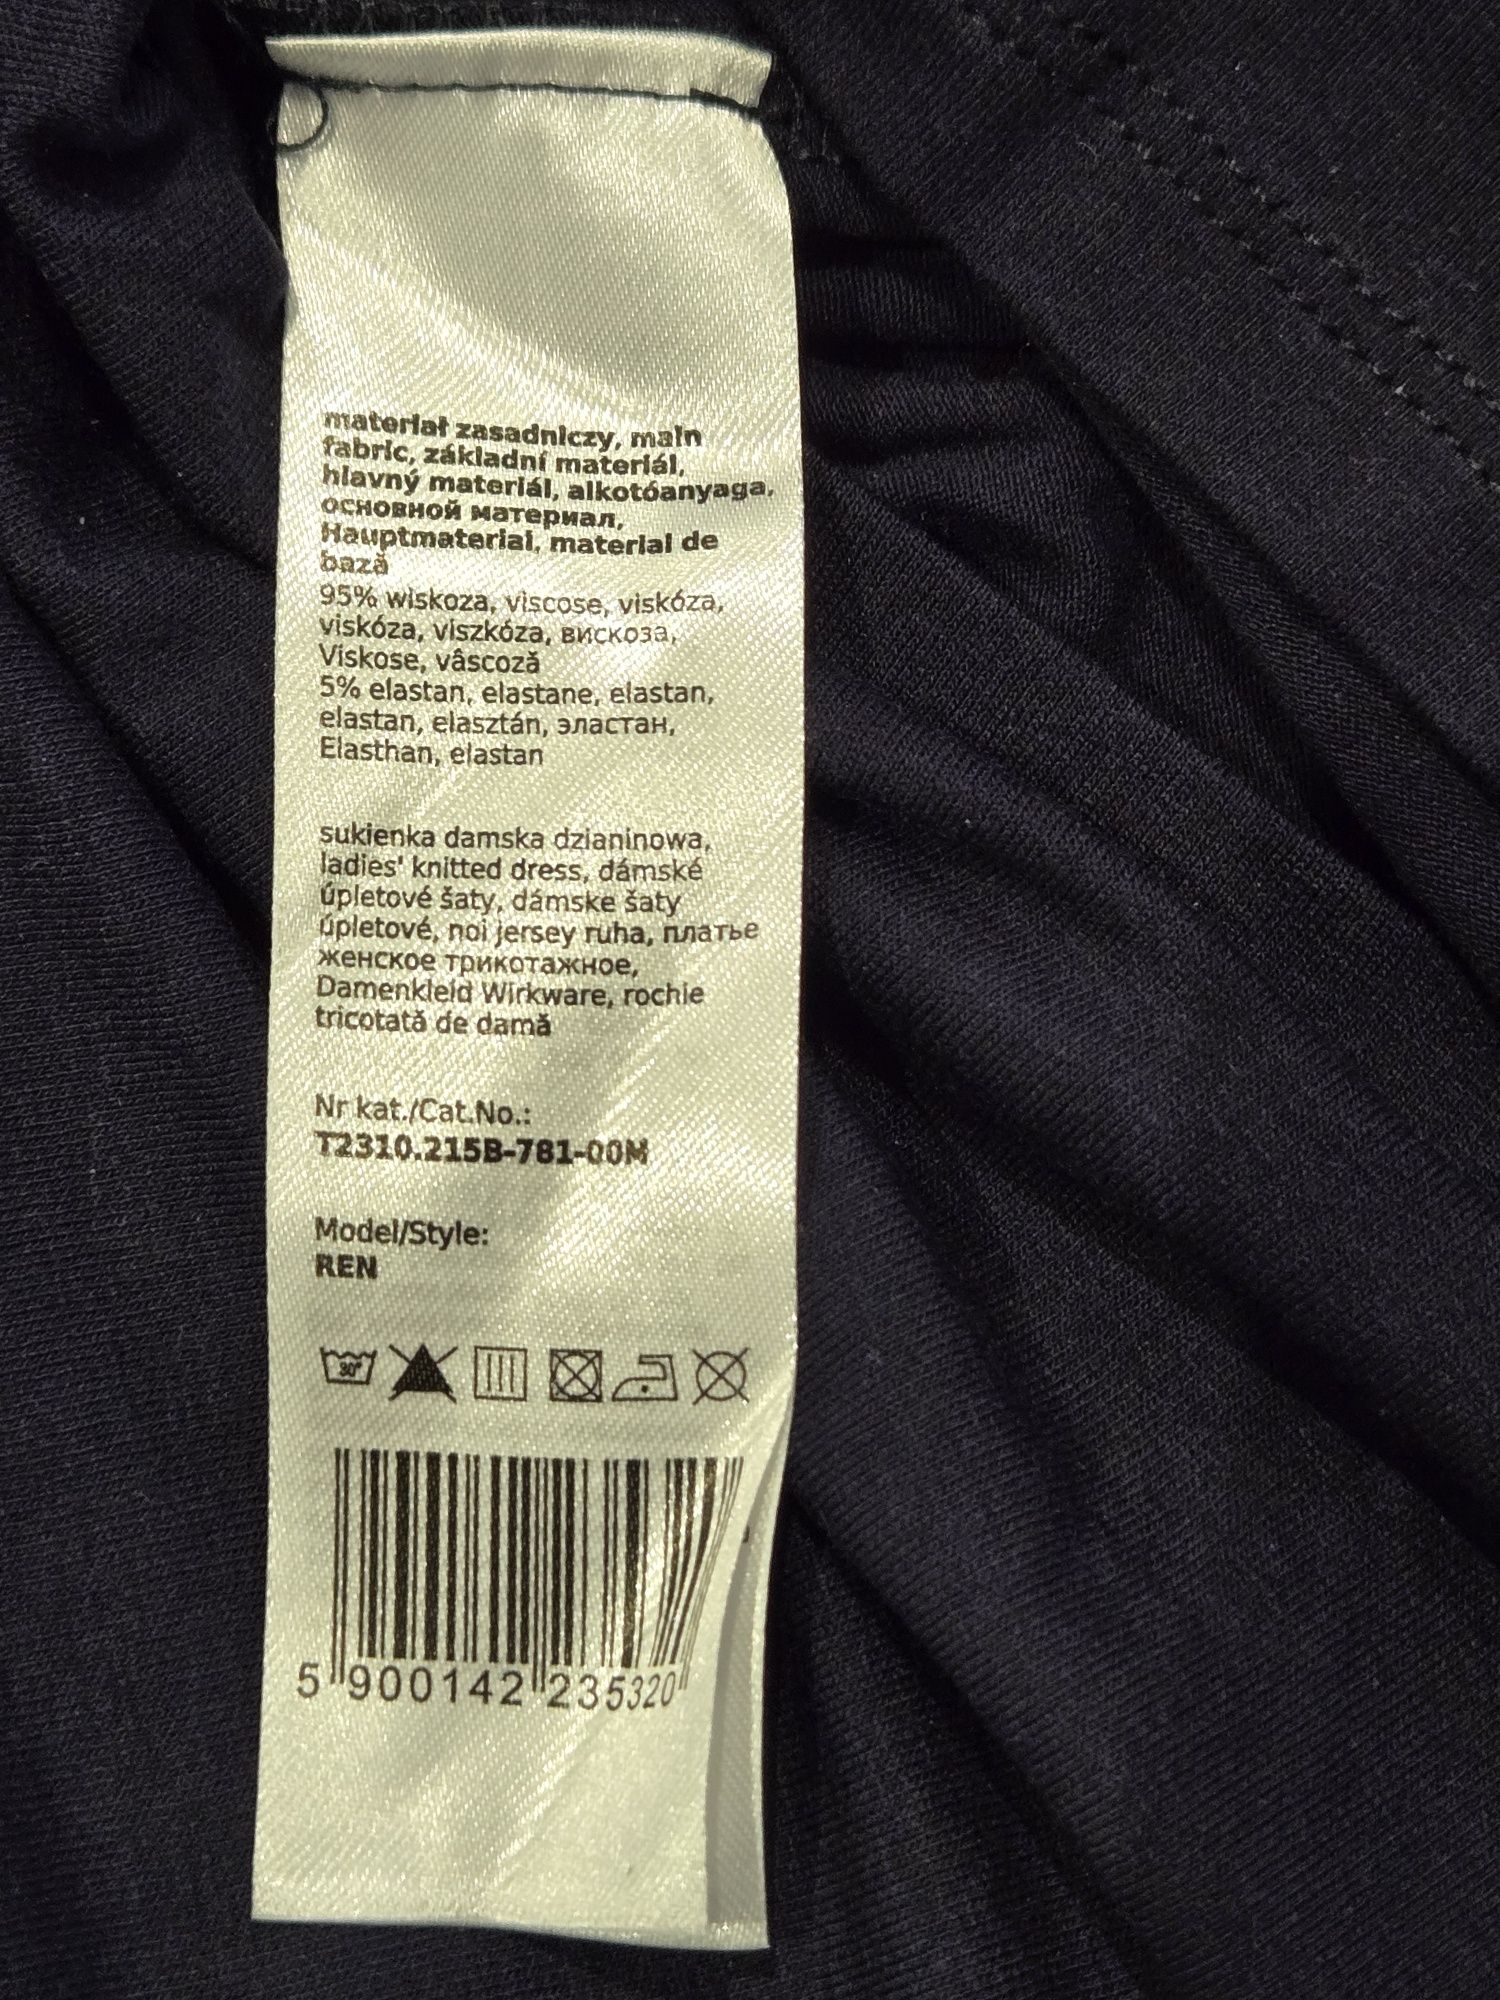 materiał zasadniczy, main
fabric, základní materiál,
hlavný materiál, alkotóanyaga,
основной материал,
Hauptmaterial, material de
bază
95% wiskoza, viscose, viskóza,
viskóza, viszkóza, вискоза,
Viskose, vâscoză
5% elastan, elastane, elastan,
elastan, elasztán, эластан,
Elasthan, elastan
sukienka damska dzianinowa,
ladies' knitted dress, dámské
úpletové šaty, dámske šaty
úpletové, noi jersey ruha, платье
женское трикотажное,
Damenkleid Wirkware, rochie
tricotată de damă
Nr kat./Cat.No.:
T2310.215B-781-00M
Model/Style:
REN
30°
5 900142 235320